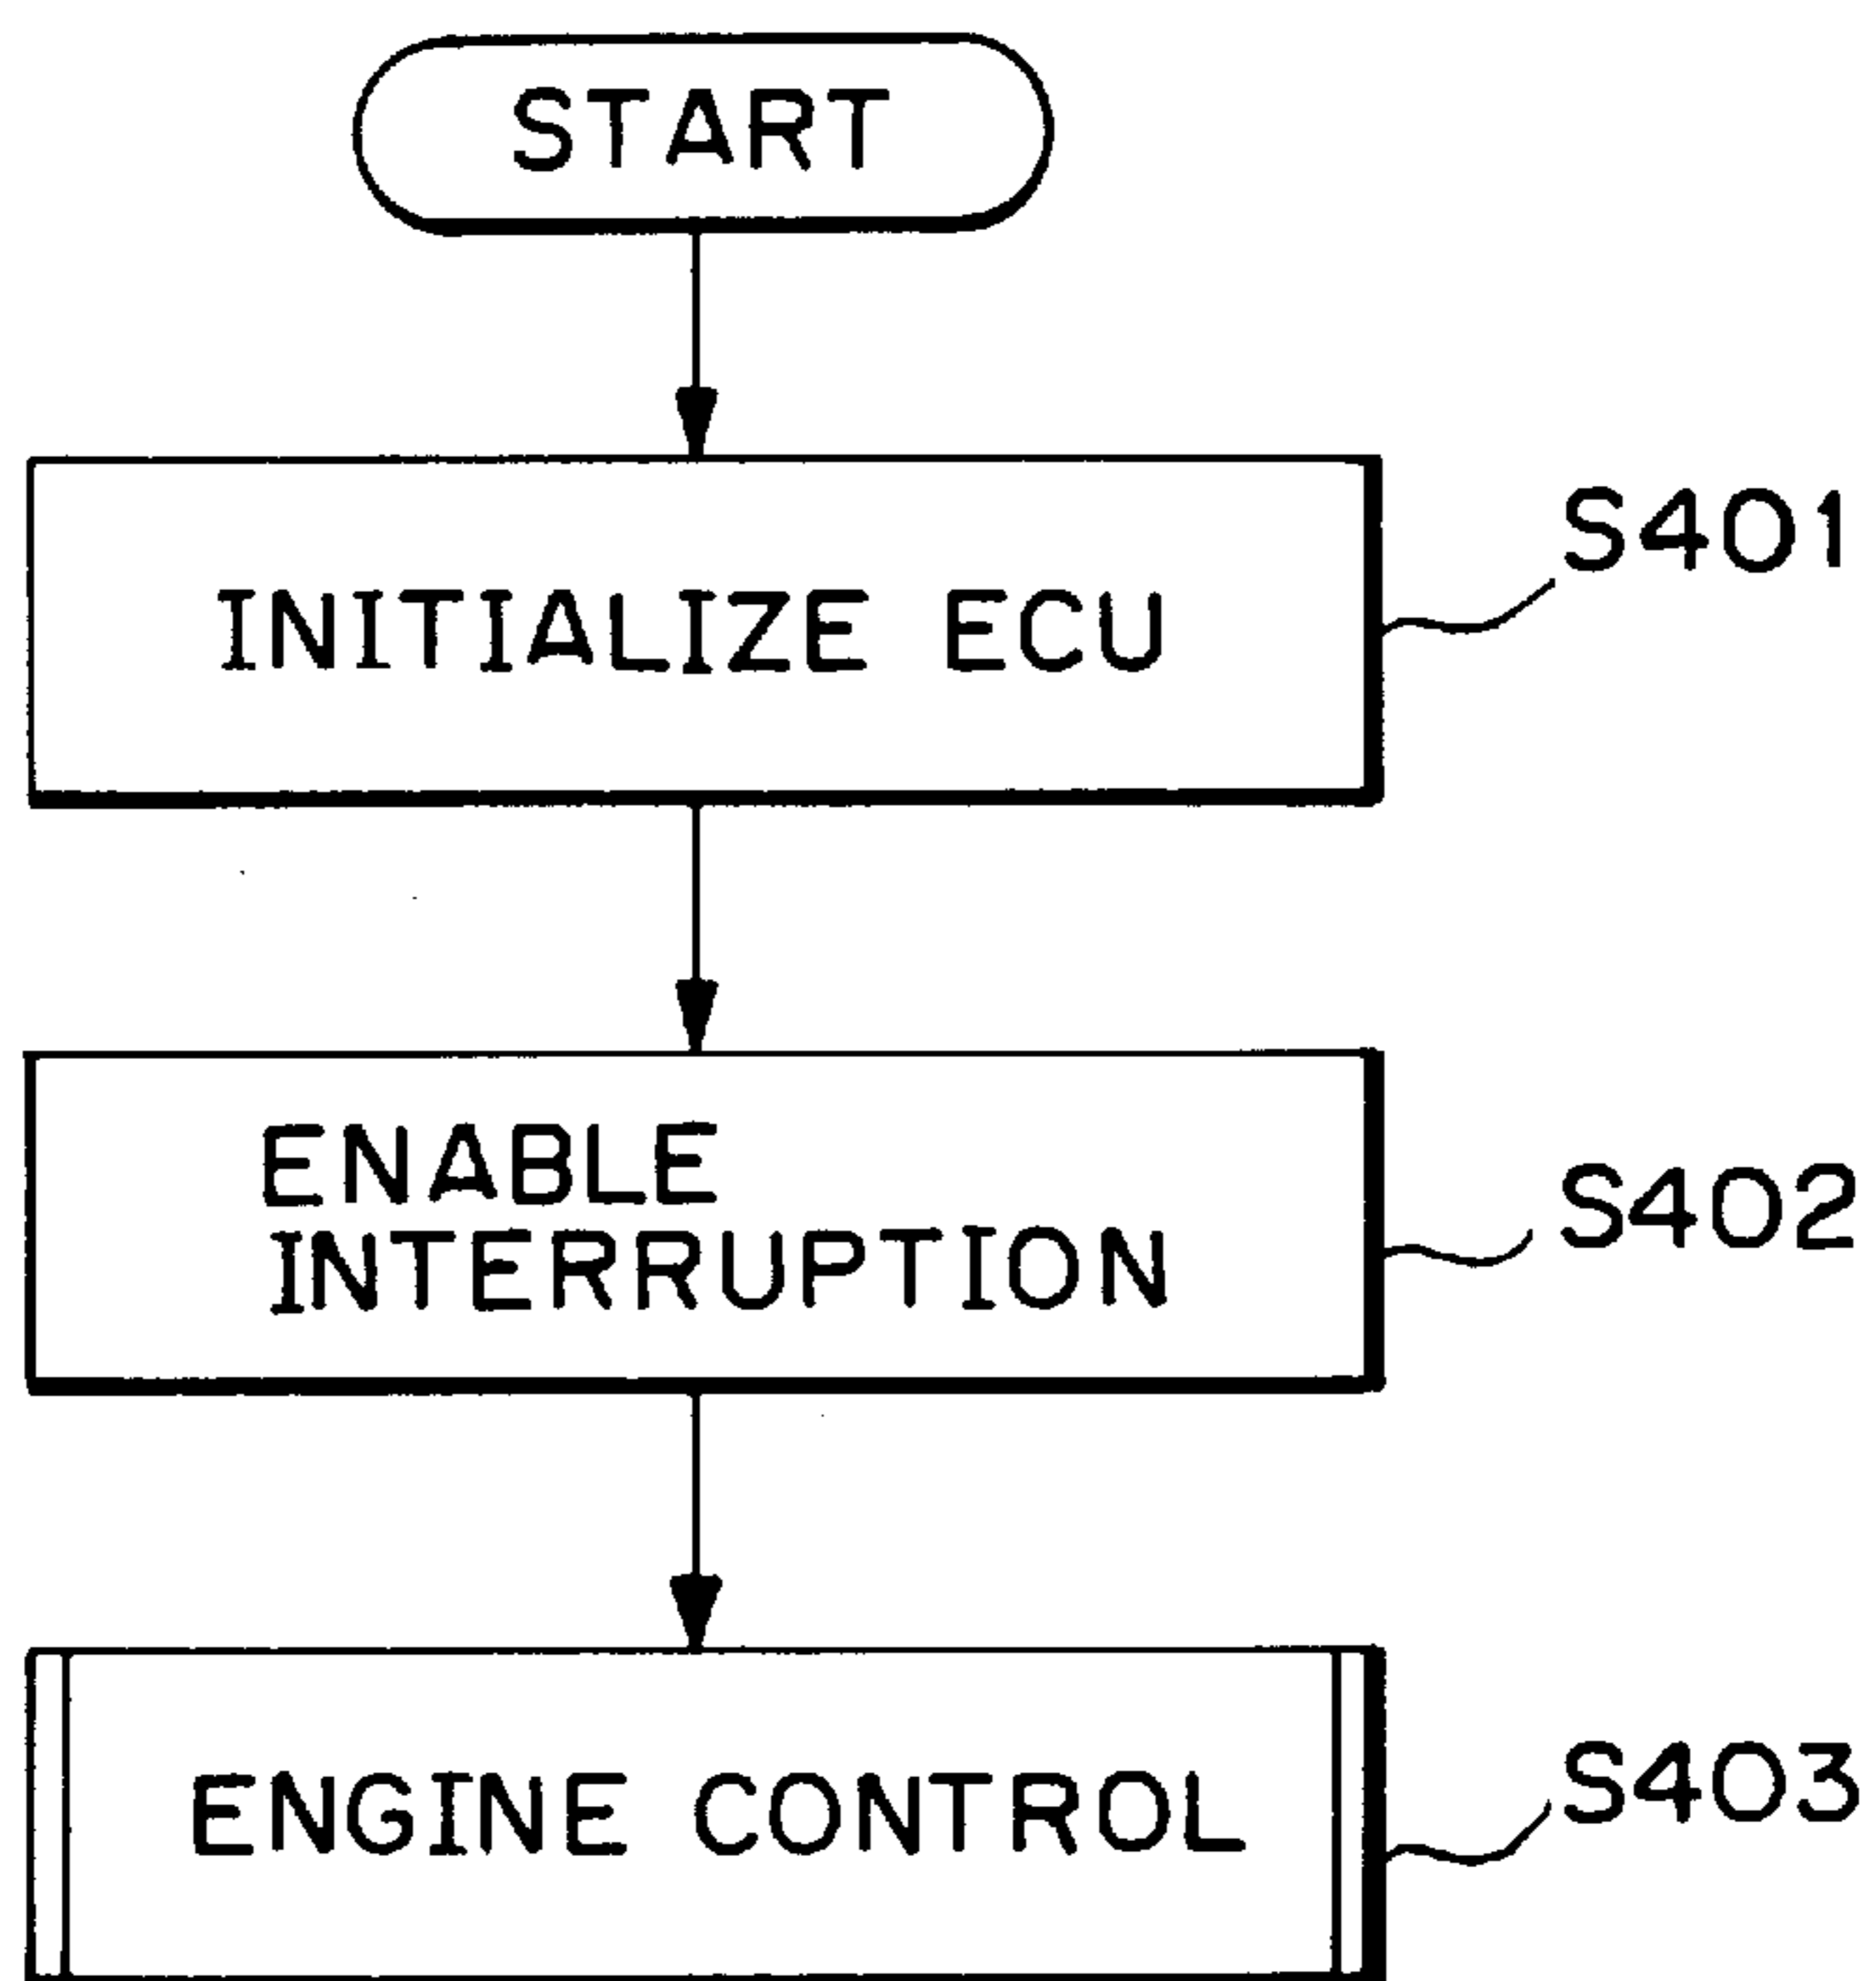 START
INITIALIZE ECU
S401
ENABLE
INTERRUPTION
S402
ENGINE CONTROL
S403